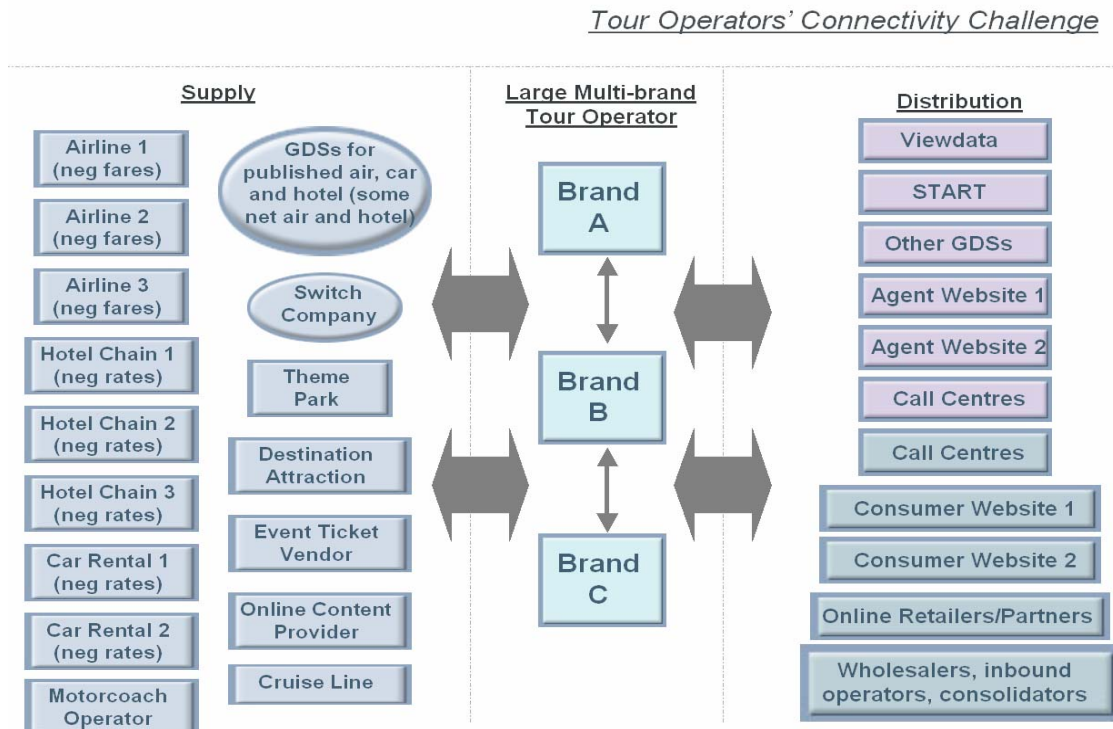 Tour Operators' Connectivity Challenge
Supply
Airline 1
(neg fares)
Airline 2
(neg fares)
Airline 3
(neg fares)
Hotel Chain 1
(neg rates)
Hotel Chain 2
(neg rates)
Hotel Chain 3
(neg rates)
Car Rental 1
(neg rates)
Car Rental 2
(neg rates)
Motorcoach
Operator
GDSs for
published air, car
and hotel (some
net air and hotel)
Switch
Company
Theme
Park
Destination
Attraction
Event Ticket
Vendor
Online Content
Provider
Cruise Line
Large Multi-brand
Tour Operator
Brand
A
Brand
B
Brand
C
Distribution
Viewdata
START
Other GDSs
Agent Website 1
Agent Website 2
Call Centres
Call Centres
Consumer Website 1
Consumer Website 2
Online Retailers/Partners
Wholesalers, inbound
operators, consolidators